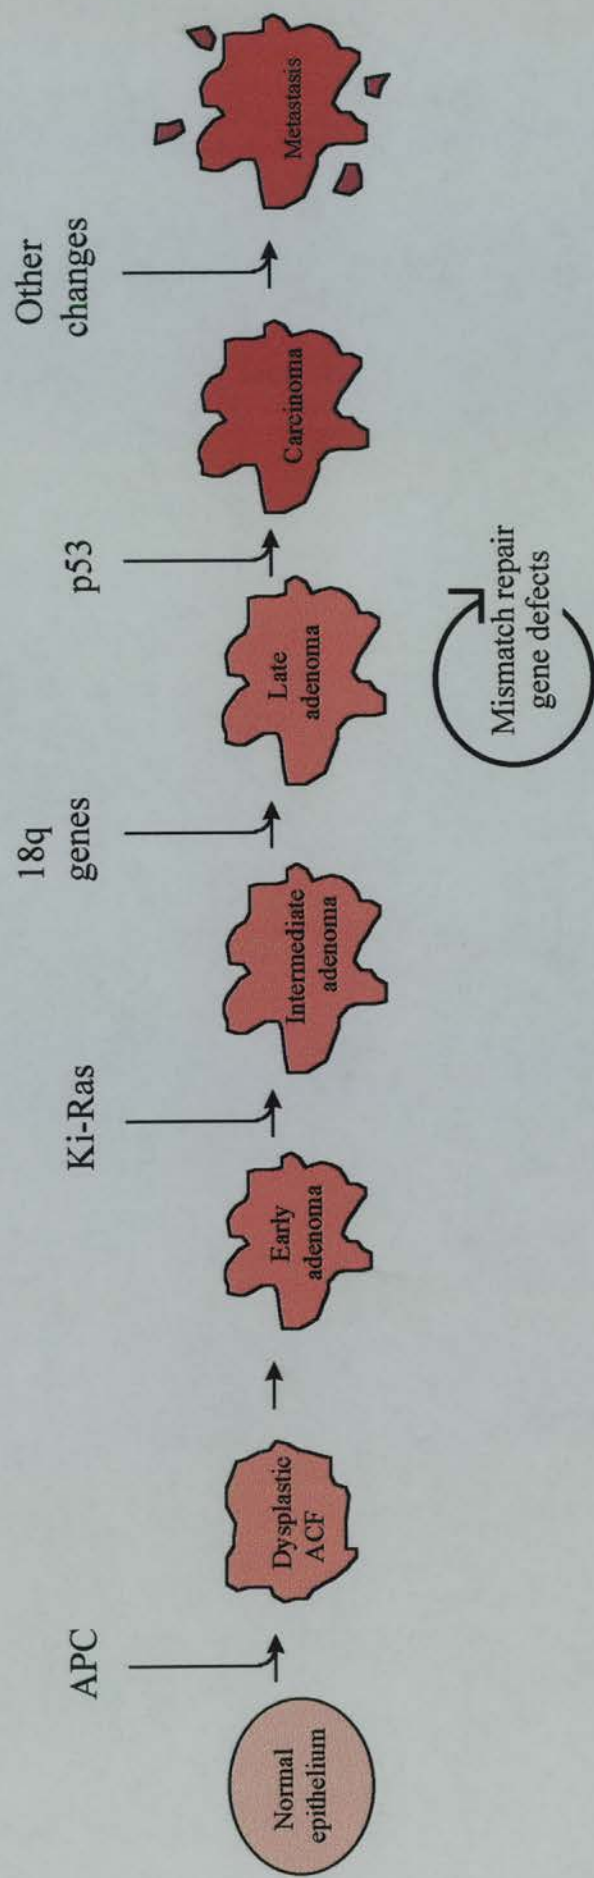 APC
Ki-Ras
18q
genes
p53
Other
changes
Normal
epithelium
Dysplastic
ACF
Early
adenoma
Intermediate
adenoma
Late
adenoma
Carcinoma
Metastasis
Mismatch repair
gene defects